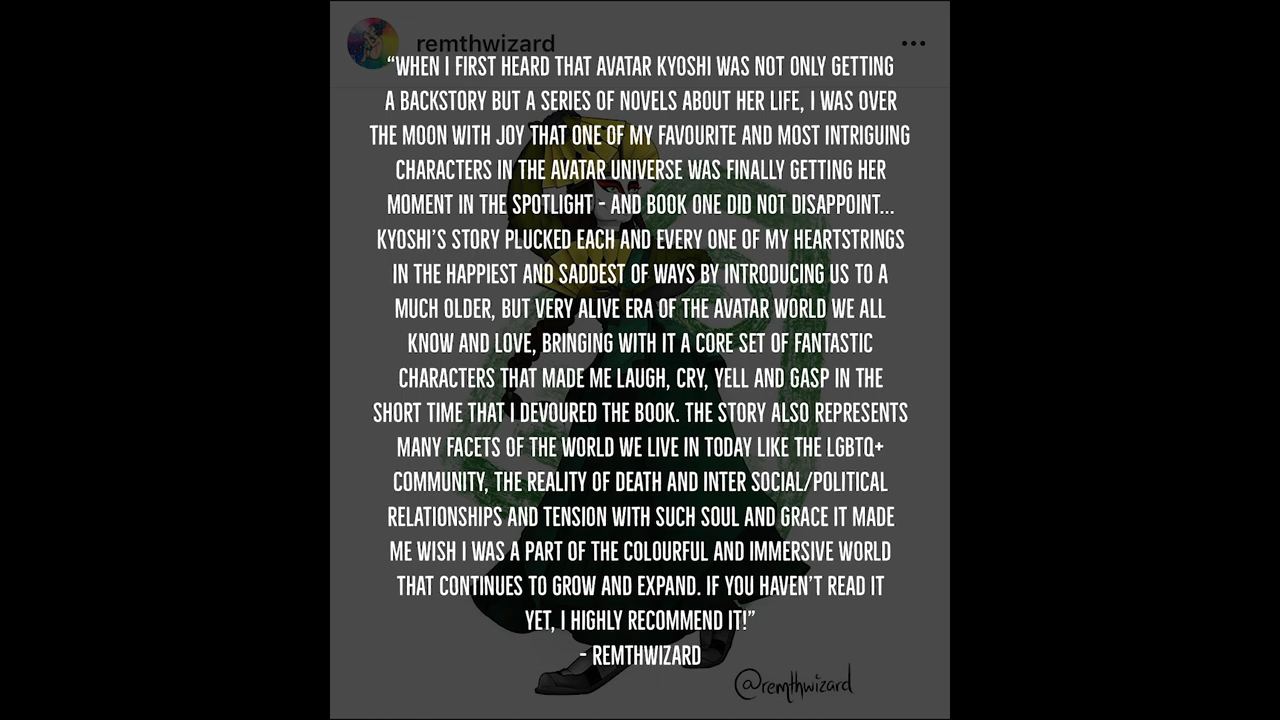 remthwizard
“WHEN I FIRST HEARD THAT AVATAR KYOSHI WAS NOT ONLY GETTING
A BACKSTORY BUT A SERIES OF NOVELS ABOUT HER LIFE, I WAS OVER
THE MOON WITH JOY THAT ONE OF MY FAVOURITE AND MOST INTRIGUING
CHARACTERS IN THE AVATAR UNIVERSE WAS FINALLY GETTING HER
MOMENT IN THE SPOTLIGHT - AND BOOK ONE DID NOT DISAPPOINT...
KYOSHI’S STORY PLUCKED EACH AND EVERY ONE OF MY HEARTSTRINGS
IN THE HAPPIEST AND SADDEST OF WAYS BY INTRODUCING US TO A
MUCH OLDER, BUT VERY ALIVE ERA OF THE AVATAR WORLD WE ALL
KNOW AND LOVE, BRINGING WITH IT A CORE SET OF FANTASTIC
CHARACTERS THAT MADE ME LAUGH, CRY, YELL AND GASP IN THE
SHORT TIME THAT I DEVOURED THE BOOK. THE STORY ALSO REPRESENTS
MANY FACETS OF THE WORLD WE LIVE IN TODAY LIKE THE LGBTQ+
COMMUNITY, THE REALITY OF DEATH AND INTER SOCIAL/POLITICAL
RELATIONSHIPS AND TENSION WITH SUCH SOUL AND GRACE IT MADE
ME WISH I WAS A PART OF THE COLOURFUL AND IMMERSIVE WORLD
THAT CONTINUES TO GROW AND EXPAND. IF YOU HAVEN’T READ IT
YET, I HIGHLY RECOMMEND IT!”
- REMTHWIZARD
@remthwizard